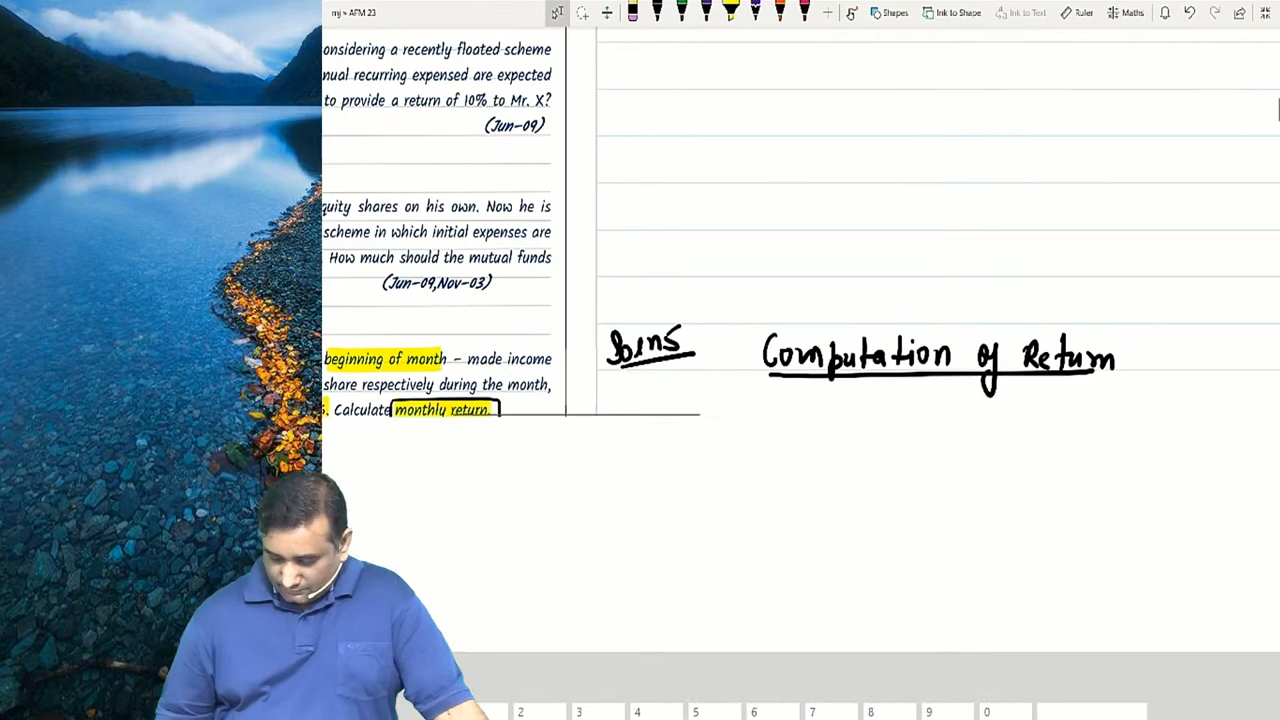 mj » AFM 23
Shapes
Ink to Shape
Ink to Text
Ruler
Maths
onsidering a recently floated scheme
nual recurring expensed are expected
to provide a return of 10% to Mr. X?
(Jun-09)
quity shares on his own. Now he is
scheme in which initial expenses are
How much should the mutual funds
(Jun-09,Nov-03)
beginning of month – made income
share respectively during the month,
. Calculate monthly return.
Computation of Return
2 3 4 5 6 7 8 9 0